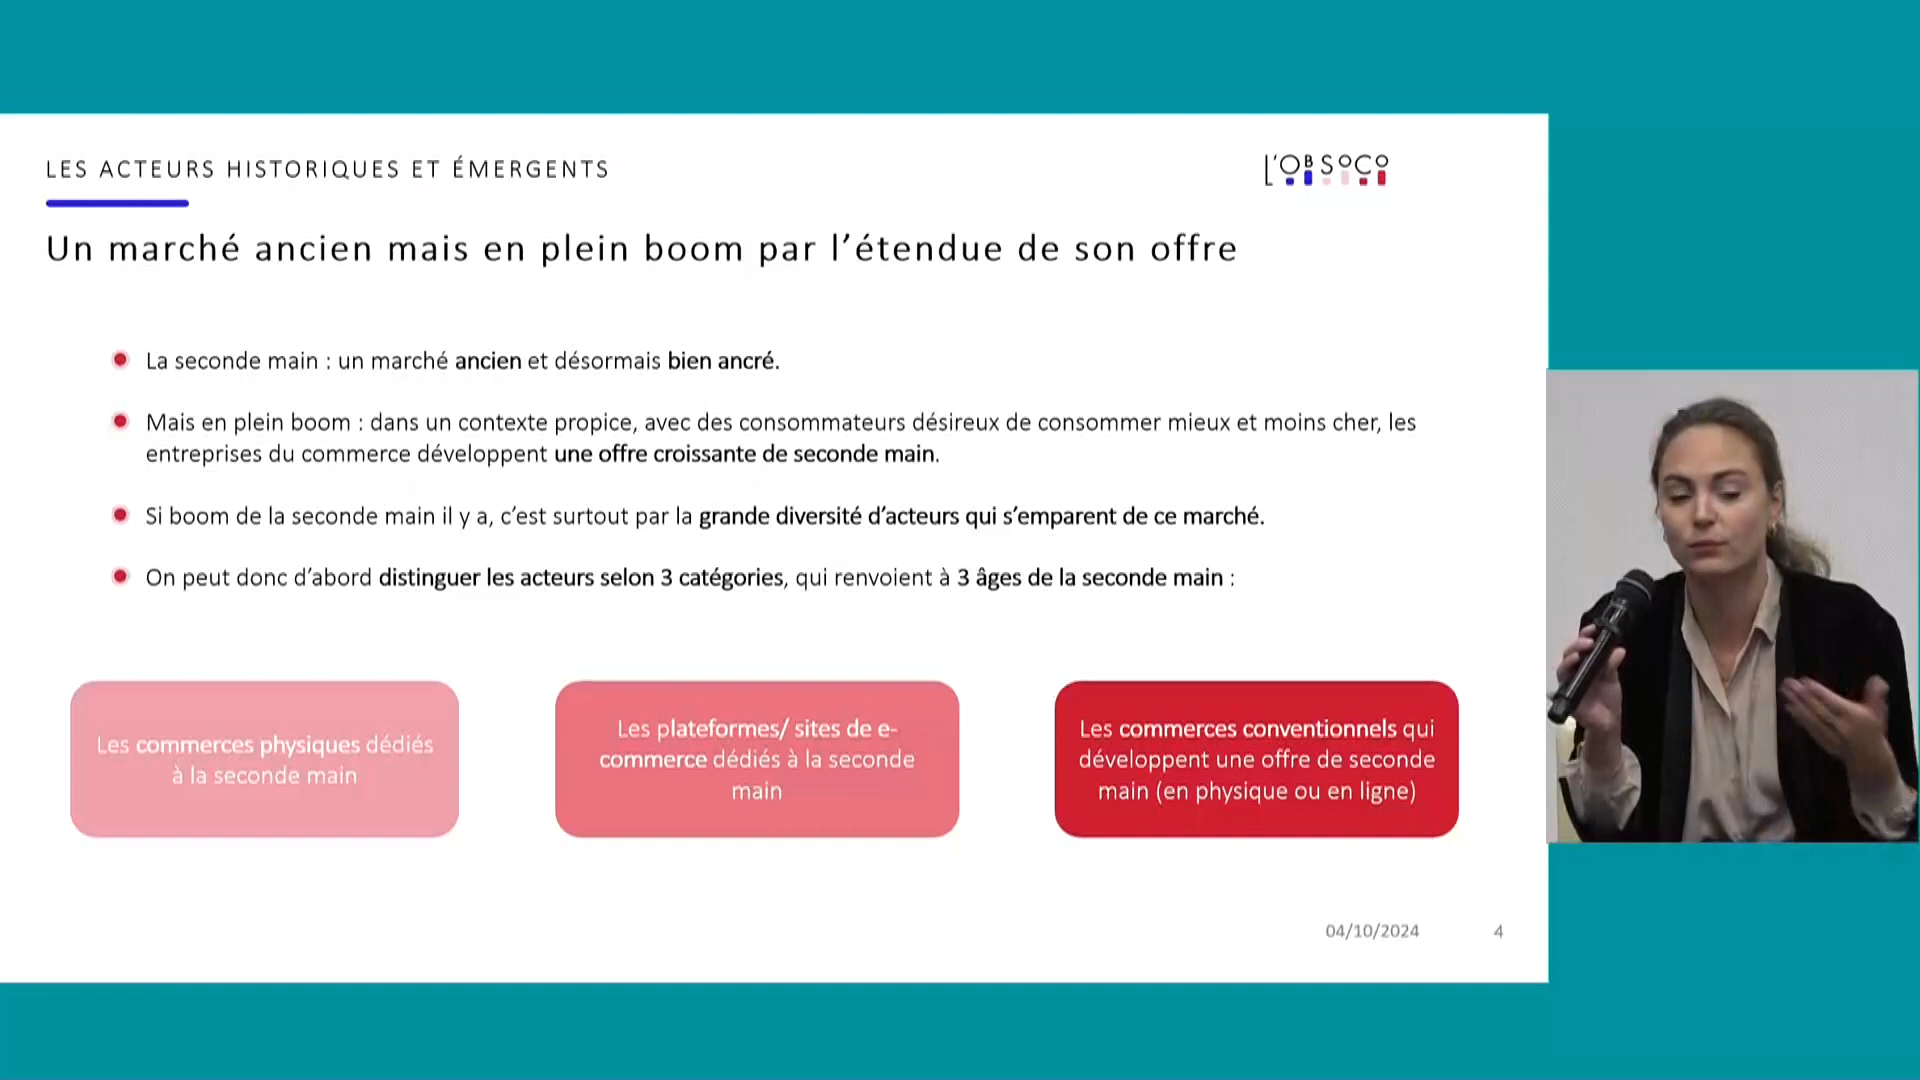 LES ACTEURS HISTORIQUES ET ÉMERGENTS
L'OBSOCO
Un marché ancien mais en plein boom par l’étendue de son offre
La seconde main : un marché ancien et désormais bien ancré.
Mais en plein boom : dans un contexte propice, avec des consommateurs désireux de consommer mieux et moins cher, les
entreprises du commerce développent une offre croissante de seconde main.
Si boom de la seconde main il y a, c’est surtout par la grande diversité d’acteurs qui s’emparent de ce marché.
On peut donc d’abord distinguer les acteurs selon 3 catégories, qui renvoient à 3 âges de la seconde main :
Les commerces physiques dédiés
à la seconde main
Les plateformes/ sites de e-
commerce dédiés à la seconde
main
Les commerces conventionnels qui
développent une offre de seconde
main (en physique ou en ligne)
04/10/2024
4